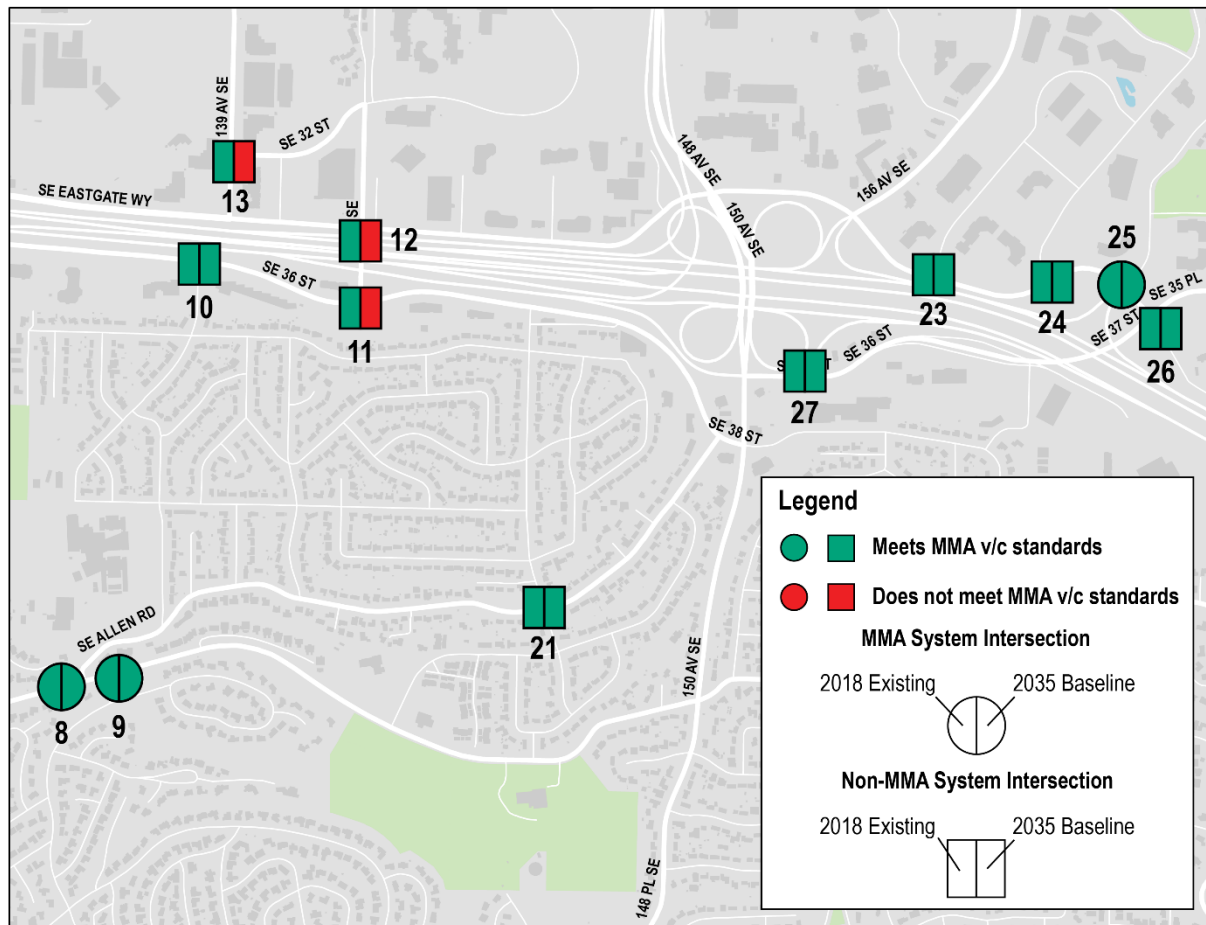 139 AV SE
SE 32 ST
13
SE EASTGATE WY
SE
12
10
SE 36 ST
11
148 AV SE
150 AV SE
156 AV SE
25
SE 35 PL
23
24
SE 37 ST
26
SE 36 ST
27
SE 38 ST
SE ALLEN RD
8
9
21
150 AV SE
148 PL SE
Legend
Meets MMA v/c standards
Does not meet MMA v/c standards
MMA System Intersection
2018 Existing
2035 Baseline
Non-MMA System Intersection
2018 Existing
2035 Baseline